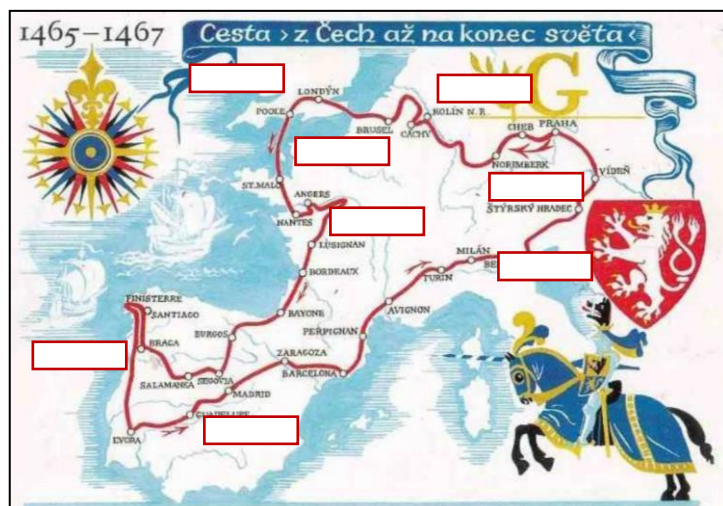 1465–1467
Cesta › z Čech až na konec světa ‹
G
LONDÝN
POOLE
BRUSEL
CÁCHY
KOLÍN N. R.
CHEB
PRAHA
NORIMBERK
VÍDEŇ
ŠTÝRSKÝ HRADEC
ST. MALO
ANGERS
NANTES
LUSIGNAN
BORDEAUX
MILÁN
TURIN
AVIGNON
BAYONE
FINISTERRE
SANTIAGO
BURGOS
PERPIGNAN
BRAGA
ZARAGOZA
SALAMANKA
SEGOVIA
BARCELONA
MADRID
GUADELUPE
EVORA